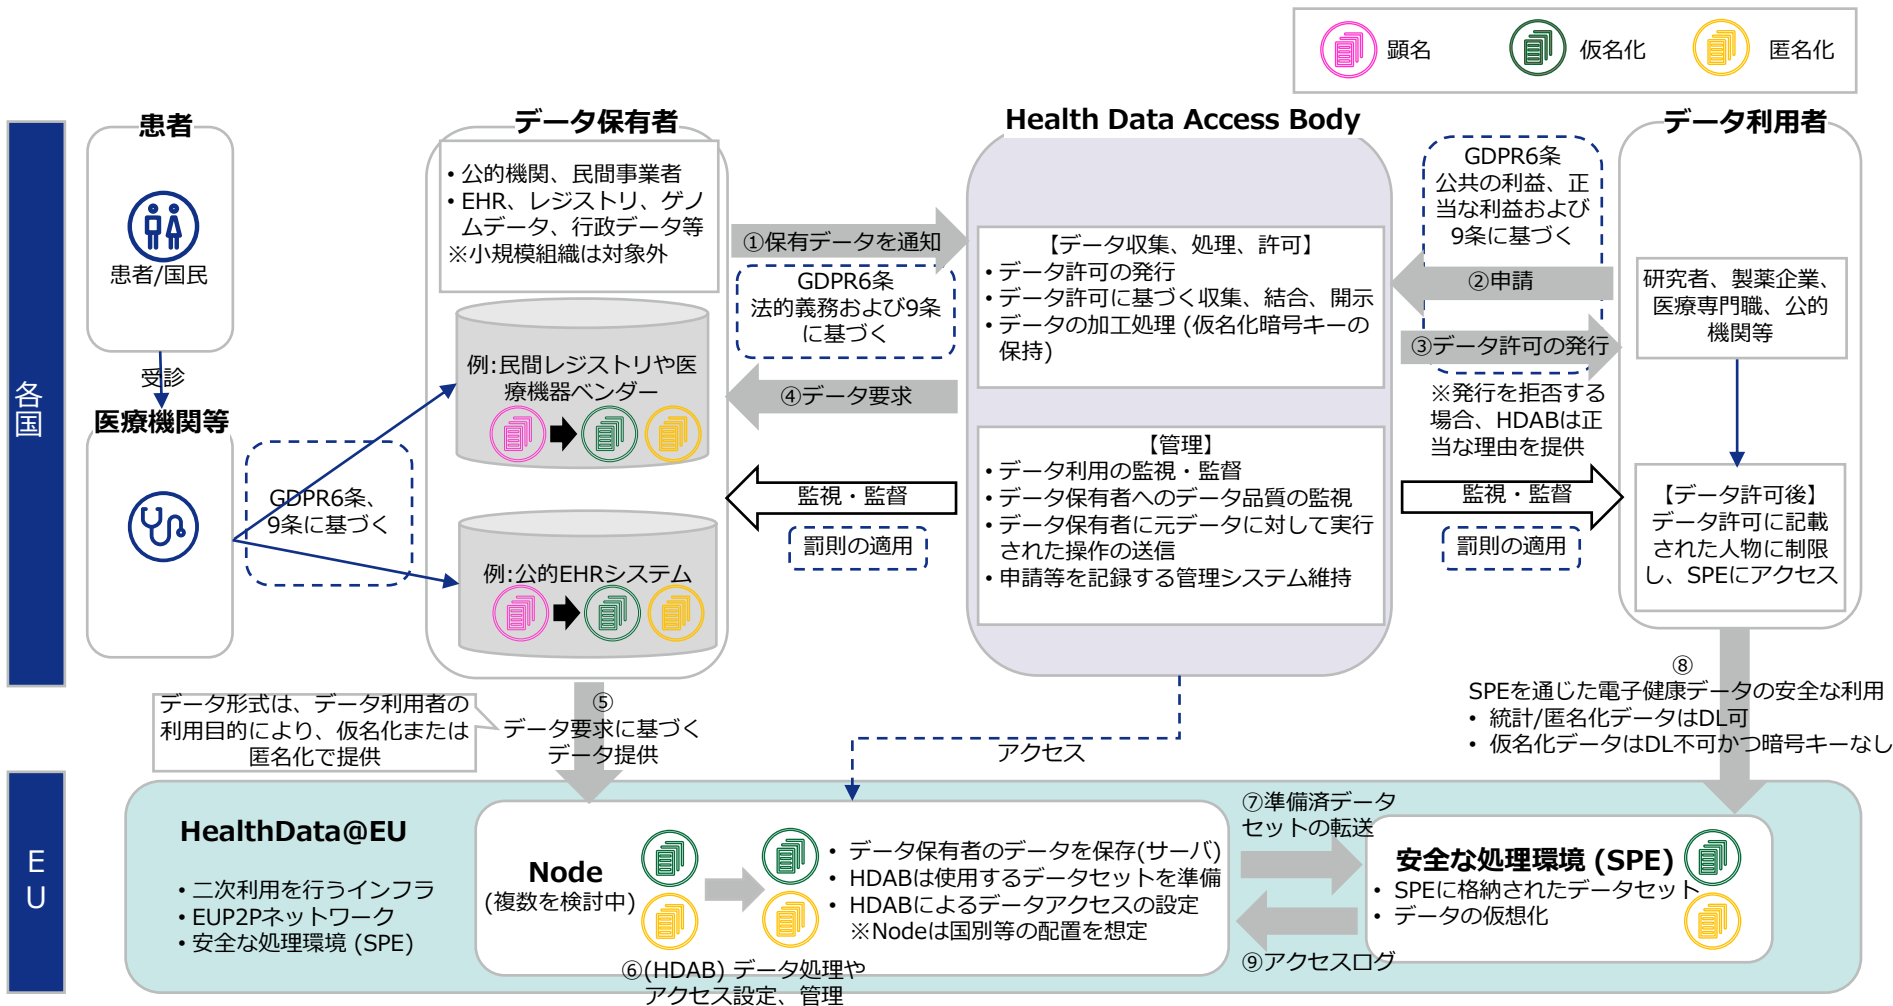 顕名
仮名化
匿名化
各国
患者
患者/国民
受診
医療機関等
GDPR6条、
9条に基づく
データ保有者
• 公的機関、民間事業者
• EHR、レジストリ、ゲノ
ムデータ、行政データ等
※小規模組織は対象外
例:民間レジストリや医
療機器ベンダー
例:公的EHRシステム
①保有データを通知
GDPR6条
法的義務および9条
に基づく
④データ要求
監視・監督
罰則の適用
Health Data Access Body
【データ収集、処理、許可】
• データ許可の発行
• データ許可に基づく収集、結合、開示
• データの加工処理 (仮名化暗号キーの
保持)
【管理】
• データ利用の監視・監督
• データ保有者へのデータ品質の監視
• データ保有者に元データに対して実行
された操作の送信
• 申請等を記録する管理システム維持
GDPR6条
公共の利益、正
当な利益および
9条に基づく
②申請
③データ許可の発行
※発行を拒否する
場合、HDABは正
当な理由を提供
監視・監督
罰則の適用
データ利用者
研究者、製薬企業、
医療専門職、公的
機関等
【データ許可後】
データ許可に記載
された人物に制限
し、SPEにアクセス
データ形式は、データ利用者の
利用目的により、仮名化または
匿名化で提供
⑤
データ要求に基づく
データ提供
アクセス
⑧
SPEを通じた電子健康データの安全な利用
• 統計/匿名化データはDL可
• 仮名化データはDL不可かつ暗号キーなし
EU
HealthData@EU
• 二次利用を行うインフラ
• EUP2Pネットワーク
• 安全な処理環境 (SPE)
Node
(複数を検討中)
• データ保有者のデータを保存(サーバ)
• HDABは使用するデータセットを準備
• HDABによるデータアクセスの設定
※Nodeは国別等の配置を想定
⑥(HDAB) データ処理や
アクセス設定、管理
⑦準備済データ
セットの転送
⑨アクセスログ
安全な処理環境 (SPE)
• SPEに格納されたデータセット
• データの仮想化